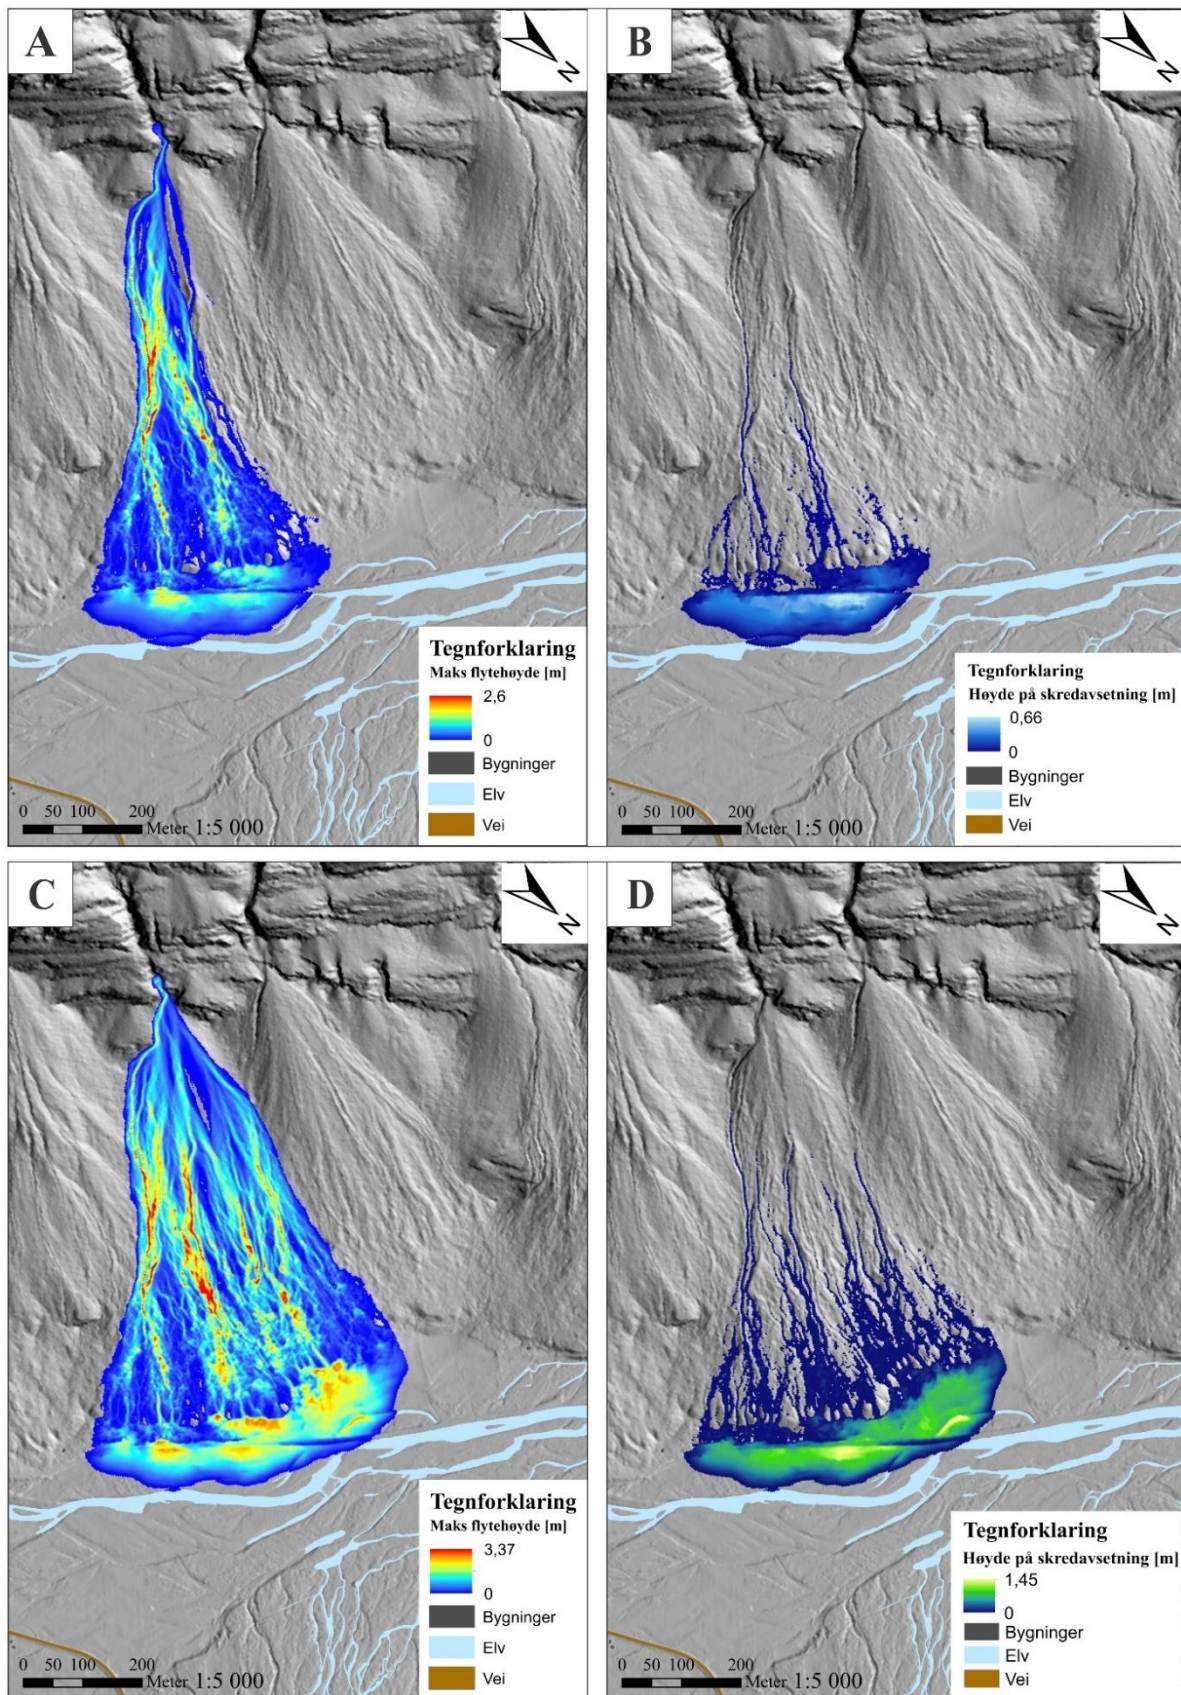 A
N
Tegnforklaring
Maks flytehøyde [m]
2,6
0
Bygninger
Elv
Vei
0 50 100 200
Meter 1:5 000
B
N
Tegnforklaring
Høyde på skredavsetning [m]
0,66
0
Bygninger
Elv
Vei
0 50 100 200
Meter 1:5 000
C
N
Tegnforklaring
Maks flytehøyde [m]
3,37
0
Bygninger
Elv
Vei
0 50 100 200
Meter 1:5 000
D
N
Tegnforklaring
Høyde på skredavsetning [m]
1,45
0
Bygninger
Elv
Vei
0 50 100 200
Meter 1:5 000